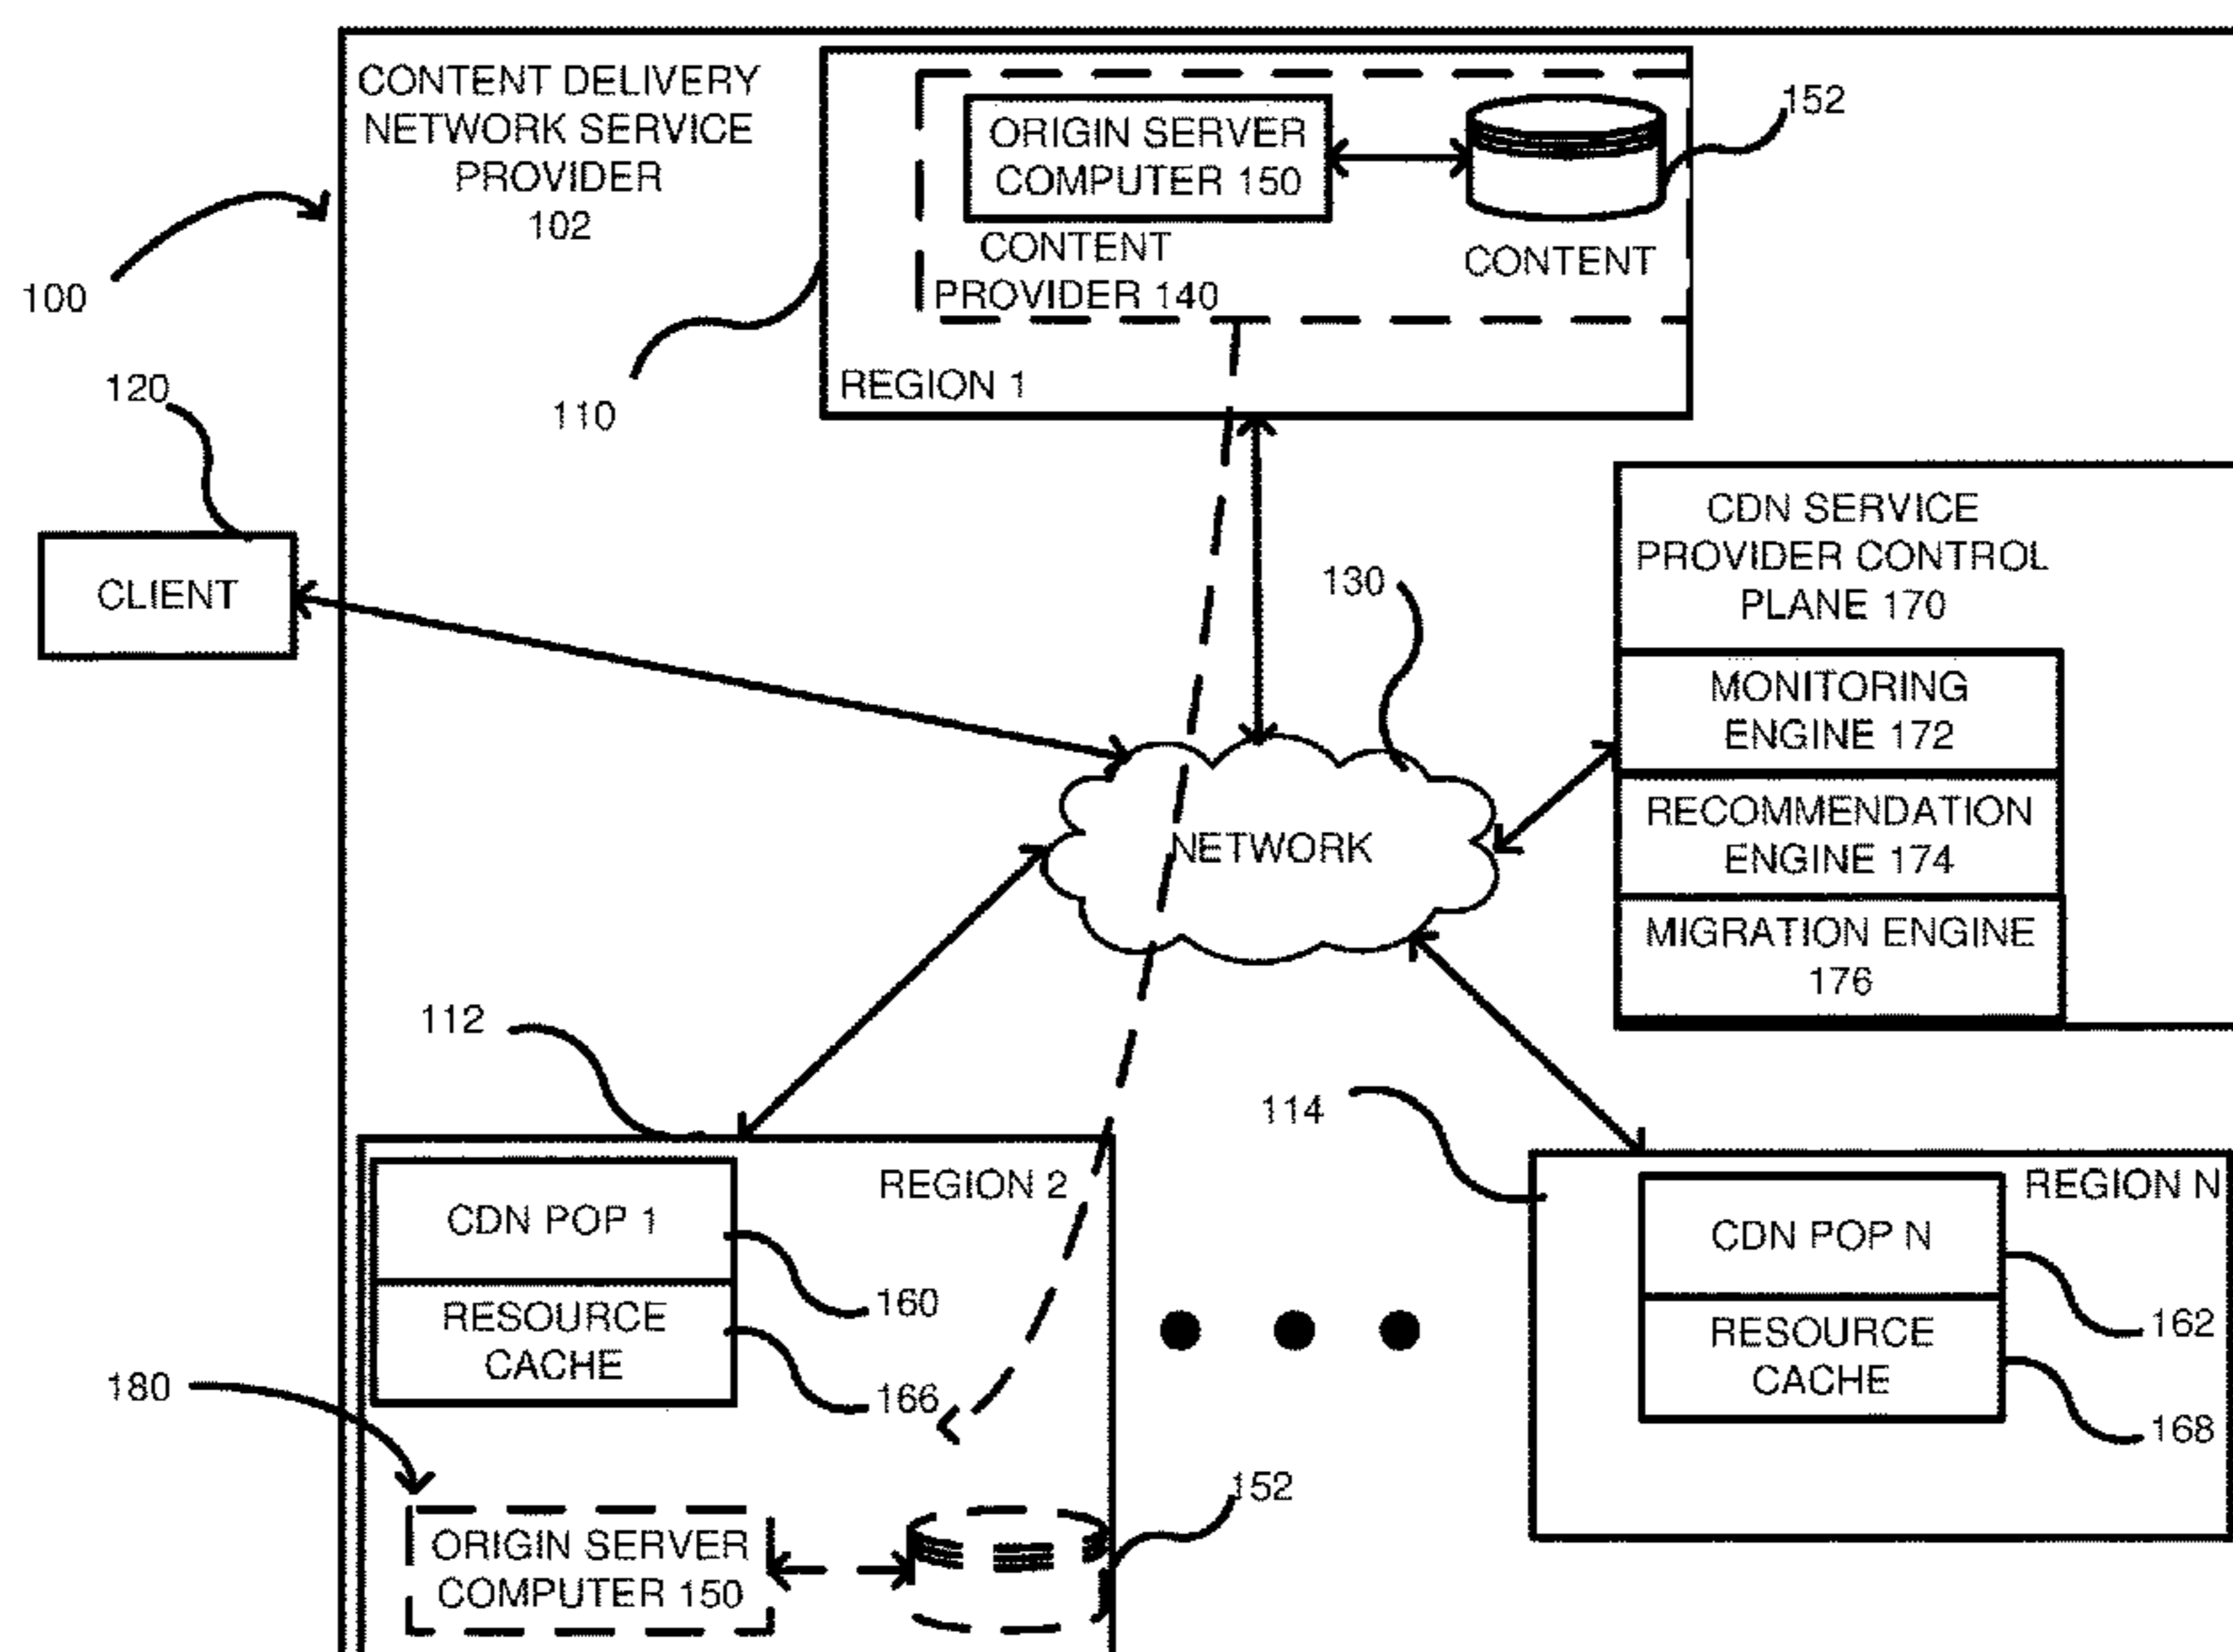 CONTENT DELIVERY
NETWORK SERVICE
PROVIDER
102
ORIGIN SERVER
COMPUTER 150
CONTENT
PROVIDER 140
CONTENT
152
REGION 1
100
110
120
CLIENT
130
NETWORK
CDN SERVICE
PROVIDER CONTROL
PLANE 170
MONITORING
ENGINE 172
RECOMMENDATION
ENGINE 174
MIGRATION ENGINE
176
112
114
REGION 2
CDN POP 1
RESOURCE
CACHE
160
166
180
ORIGIN SERVER
COMPUTER 150
152
REGION N
CDN POP N
RESOURCE
CACHE
162
168